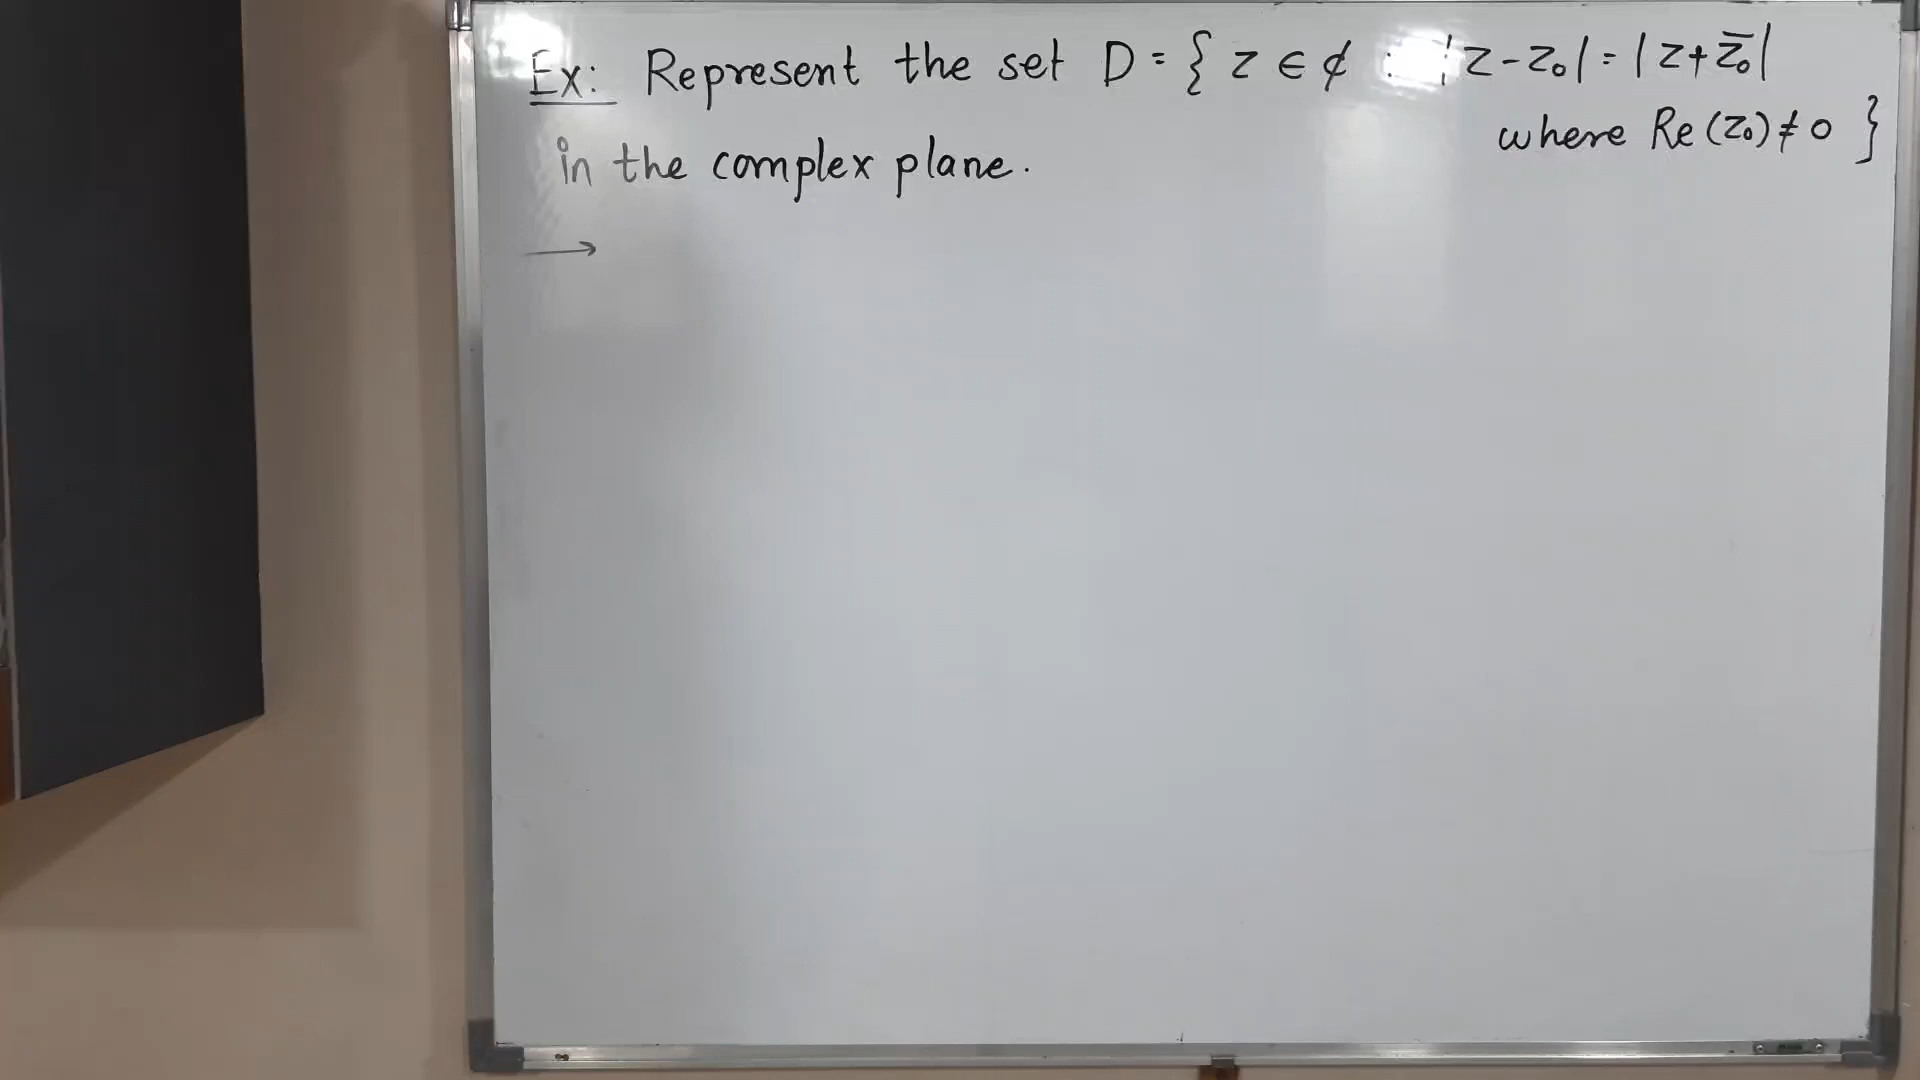 Ex: Represent the set D = { z ∈ ₵ : |z - z₀| = |z + z̄₀|
where Re(z₀) ≠ 0 }
in the complex plane.
→